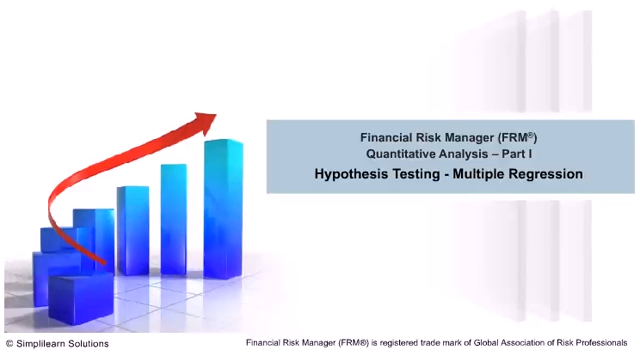 Financial Risk Manager (FRM®)
Quantitative Analysis – Part I
Hypothesis Testing - Multiple Regression
© Simplilearn Solutions
Financial Risk Manager (FRM®) is registered trade mark of Global Association of Risk Professionals